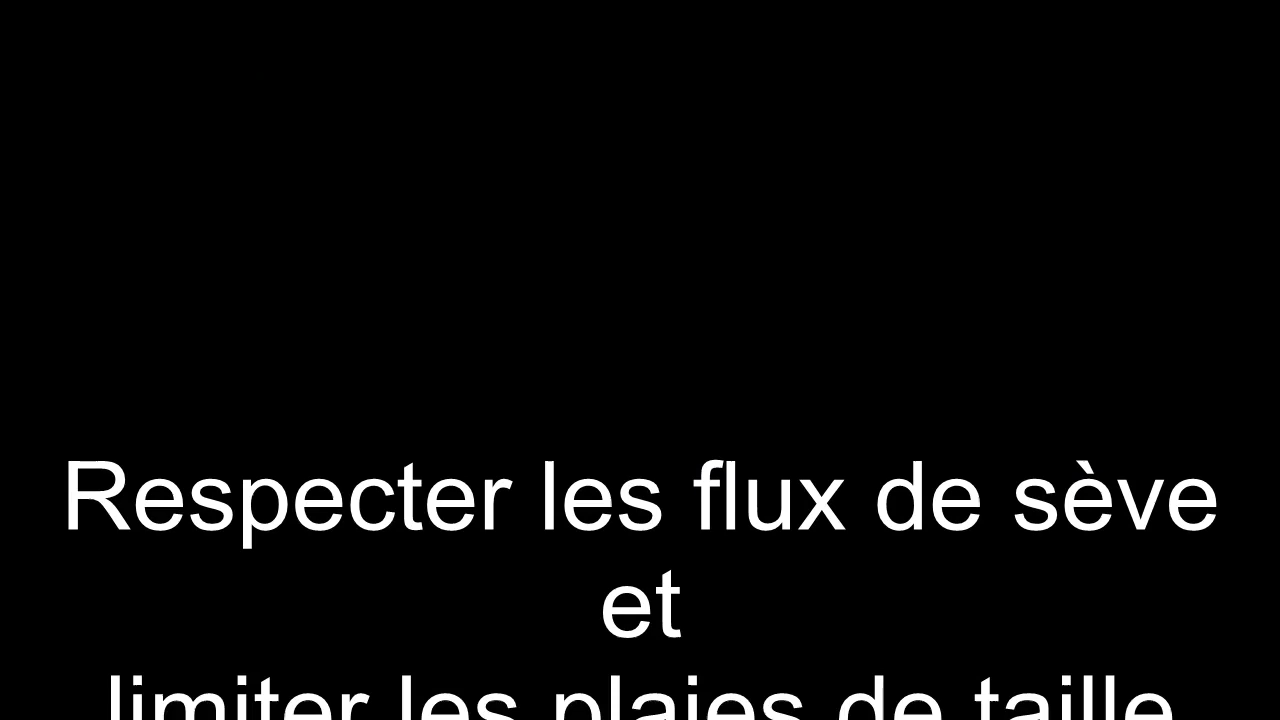 Respecter les flux de sève
et
limiter les plaies de taille